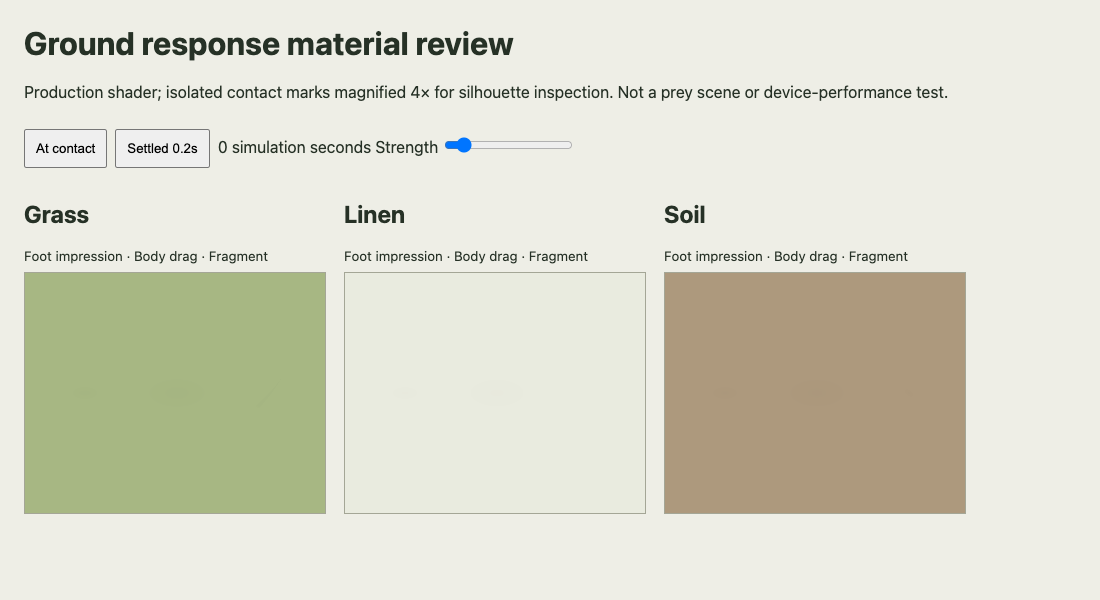 Ground response material review
Production shader; isolated contact marks magnified 4× for silhouette inspection. Not a prey scene or device-performance test.
At contact
Settled 0.2s
0 simulation seconds Strength
Grass
Foot impression · Body drag · Fragment
Linen
Foot impression · Body drag · Fragment
Soil
Foot impression · Body drag · Fragment